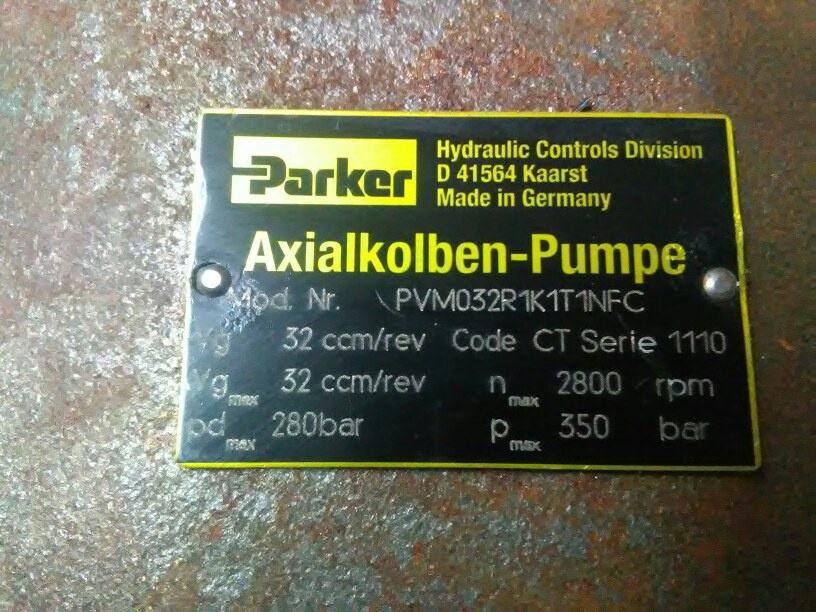 Parker
Hydraulic Controls Division
D 41564 Kaarst
Made in Germany
Axialkolben-Pumpe
Mod. Nr. PVM032R1K1T1NFC
Vg 32 ccm/rev Code CT Serie 1110
Vg max 32 ccm/rev n max 2800 rpm
pd max 280bar p max 350 bar